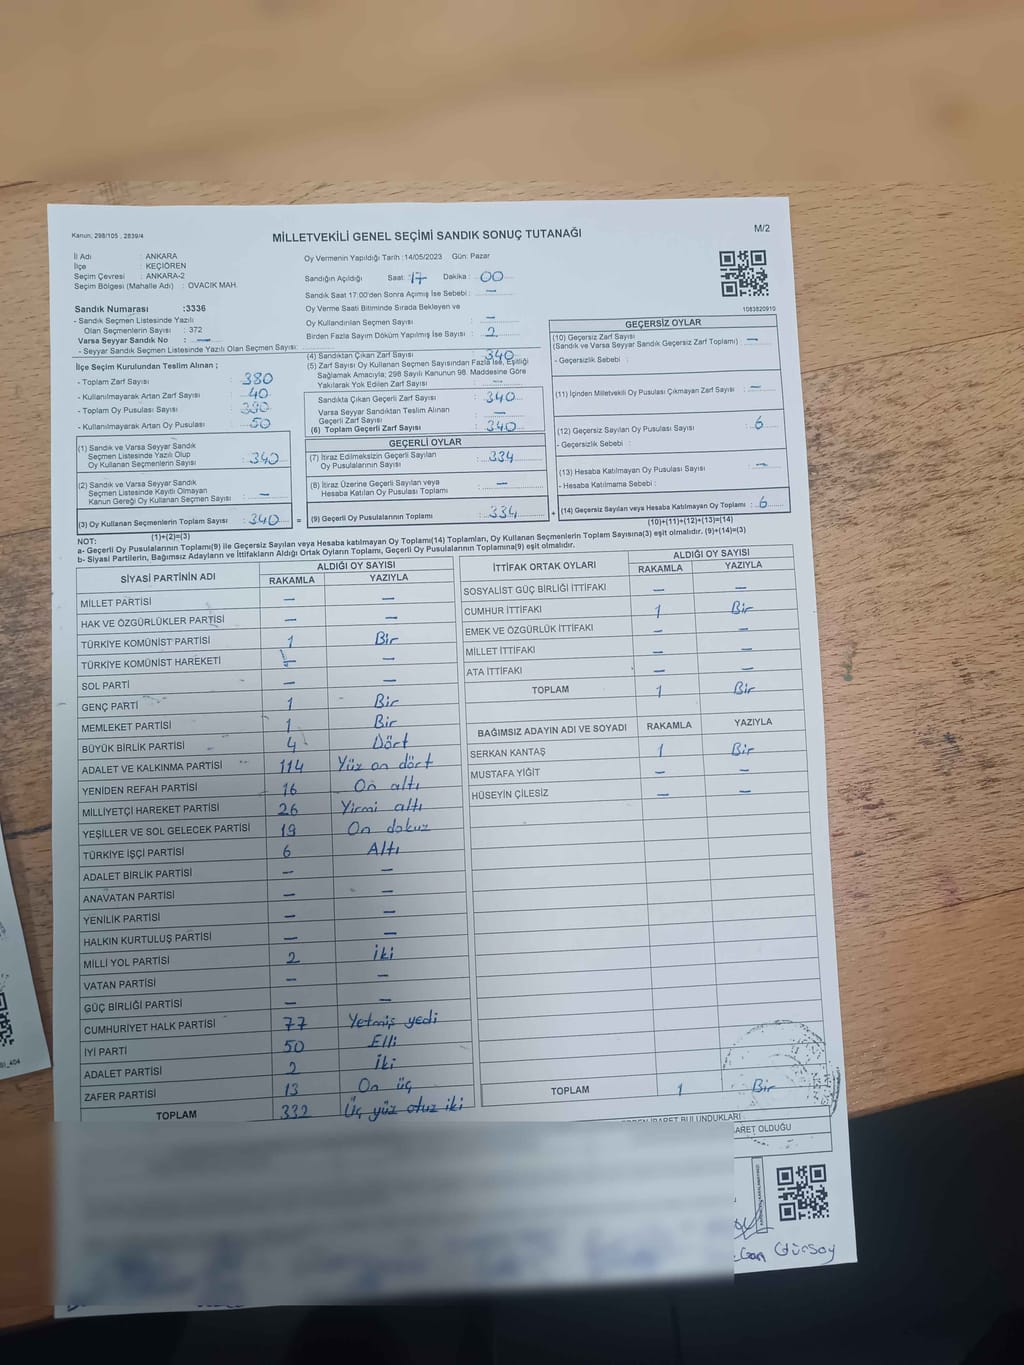 Kanun: 298/105 , 2839/4
MİLLETVEKİLİ GENEL SEÇİMİ SANDIK SONUÇ TUTANAĞI
M/2
İl Adı : ANKARA
İlçe : KEÇİÖREN
Seçim Çevresi : ANKARA-2
Seçim Bölgesi (Mahalle Adı) : OVACIK MAH.
Sandık Numarası :3336
- Sandık Seçmen Listesinde Yazılı
Olan Seçmenlerin Sayısı : 372
Varsa Seyyar Sandık No : —
- Seyyar Sandık Seçmen Listesinde Yazılı Olan Seçmen Sayısı:
İlçe Seçim Kurulundan Teslim Alınan ;
- Toplam Zarf Sayısı : 380
- Kullanılmayarak Artan Zarf Sayısı : 40
- Toplam Oy Pusulası Sayısı :
- Kullanılmayarak Artan Oy Pusulası : 50
(1) Sandık ve Varsa Seyyar Sandık
Seçmen Listesinde Yazılı Olup
Oy Kullanan Seçmenlerin Sayısı : 340
(2) Sandık ve Varsa Seyyar Sandık
Seçmen Listesinde Kayıtlı Olmayan
Kanun Gereği Oy Kullanan Seçmen Sayısı : —
(3) Oy Kullanan Seçmenlerin Toplam Sayısı : 340 =
(1)+(2)=(3)
Oy Vermenin Yapıldığı Tarih :14/05/2023 Gün: Pazar
Sandığın Açıldığı Saat: 17 Dakika : 00
Sandık Saat 17:00'den Sonra Açımış İse Sebebi : —
Oy Verme Saati Bitiminde Sırada Bekleyen ve
Oy Kullandırılan Seçmen Sayısı : —
Birden Fazla Sayım Döküm Yapılmış İse Sayısı : 2
(4) Sandıktan Çıkan Zarf Sayısı 340
(5) Zarf Sayısı Oy Kullanan Seçmen Sayısından Fazla İse, Eşitliği
Sağlamak Amacıyla; 298 Sayılı Kanunun 98. Maddesine Göre
Yakılarak Yok Edilen Zarf Sayısı : —
Sandıkta Çıkan Geçerli Zarf Sayısı : 340
Varsa Seyyar Sandıktan Teslim Alınan
Geçerli Zarf Sayısı : —
(6) Toplam Geçerli Zarf Sayısı : 340
GEÇERLİ OYLAR
(7) İtiraz Edilmeksizin Geçerli Sayılan
Oy Pusulalarının Sayısı : 334
(8) İtiraz Üzerine Geçerli Sayılan veya
Hesaba Katılan Oy Pusulası Toplamı : —
(9) Geçerli Oy Pusulalarının Toplamı : 334 +
1083820910
GEÇERSİZ OYLAR
(10) Geçersiz Zarf Sayısı
(Sandık ve Varsa Seyyar Sandık Geçersiz Zarf Toplamı) : —
- Geçersizlik Sebebi :
(11) İçinden Milletvekili Oy Pusulası Çıkmayan Zarf Sayısı : —
(12) Geçersiz Sayılan Oy Pusulası Sayısı : 6
- Geçersizlik Sebebi :
(13) Hesaba Katılmayan Oy Pusulası Sayısı : —
- Hesaba Katılmama Sebebi :
(14) Geçersiz Sayılan veya Hesaba Katılmayan Oy Toplamı : 6
(10)+(11)+(12)+(13)=(14)
NOT:
a- Geçerli Oy Pusulalarının Toplamı(9) ile Geçersiz Sayılan veya Hesaba katılmayan Oy Toplamı(14) Toplamları, Oy Kullanan Seçmenlerin Toplam Sayısına(3) eşit olmalıdır. (9)+(14)=(3)
b- Siyasi Partilerin, Bağımsız Adayların ve İttifakların Aldığı Ortak Oyların Toplamı, Geçerli Oy Pusulalarının Toplamına(9) eşit olmalıdır.
SİYASİ PARTİNİN ADI ALDIĞI OY SAYISI
RAKAMLA YAZIYLA
MİLLET PARTİSİ — —
HAK VE ÖZGÜRLÜKLER PARTİSİ — —
TÜRKİYE KOMÜNİST PARTİSİ 1 Bir
TÜRKİYE KOMÜNİST HAREKETİ — —
SOL PARTİ — —
GENÇ PARTİ 1 Bir
MEMLEKET PARTİSİ 1 Bir
BÜYÜK BİRLİK PARTİSİ 4 Dört
ADALET VE KALKINMA PARTİSİ 114 Yüz on dört
YENİDEN REFAH PARTİSİ 16 On altı
MİLLİYETÇİ HAREKET PARTİSİ 26 Yirmi altı
YEŞİLLER VE SOL GELECEK PARTİSİ 19 On dokuz
TÜRKİYE İŞÇİ PARTİSİ 6 Altı
ADALET BİRLİK PARTİSİ — —
ANAVATAN PARTİSİ — —
YENİLİK PARTİSİ — —
HALKIN KURTULUŞ PARTİSİ — —
MİLLİ YOL PARTİSİ 2 İki
VATAN PARTİSİ — —
GÜÇ BİRLİĞİ PARTİSİ — —
CUMHURİYET HALK PARTİSİ 77 Yetmiş yedi
İYİ PARTİ 50 Elli
ADALET PARTİSİ 2 İki
ZAFER PARTİSİ 13 On üç
TOPLAM 332 Üç yüz otuz iki
İTTİFAK ORTAK OYLARI ALDIĞI OY SAYISI
RAKAMLA YAZIYLA
SOSYALİST GÜÇ BİRLİĞİ İTTİFAKI — —
CUMHUR İTTİFAKI 1 Bir
EMEK VE ÖZGÜRLÜK İTTİFAKI — —
MİLLET İTTİFAKI — —
ATA İTTİFAKI — —
TOPLAM 1 Bir
BAĞIMSIZ ADAYIN ADI VE SOYADI RAKAMLA YAZIYLA
SERKAN KANTAŞ 1 Bir
MUSTAFA YİĞİT — —
HÜSEYİN ÇİLESİZ — —
TOPLAM 1 Bir
BULUNDUKLARI
OLDUĞU
Gürsoy